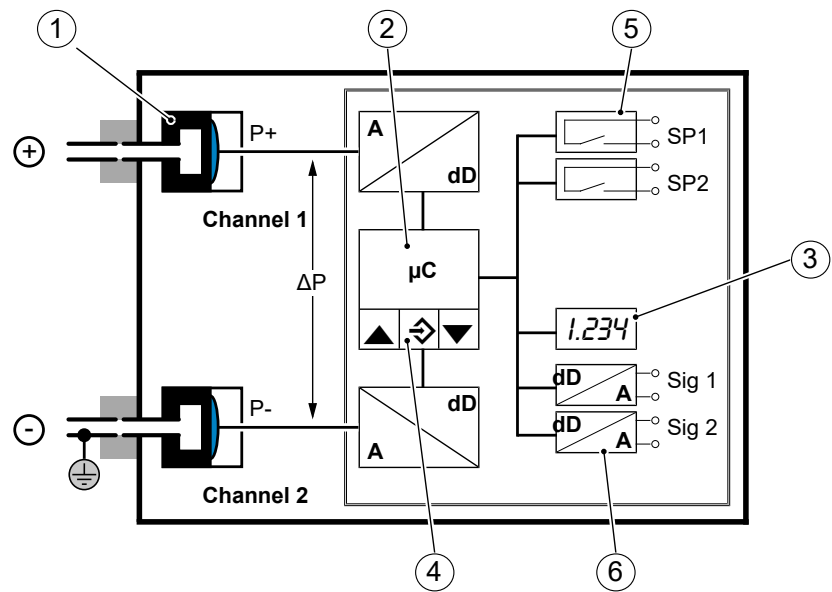 1
2
5
+
P+
A
dD
SP1
Channel 1
SP2
ΔP
µC
3
1.234
dD
A
Sig 1
-
P-
dD
A
dD
A
Sig 2
Channel 2
4
6